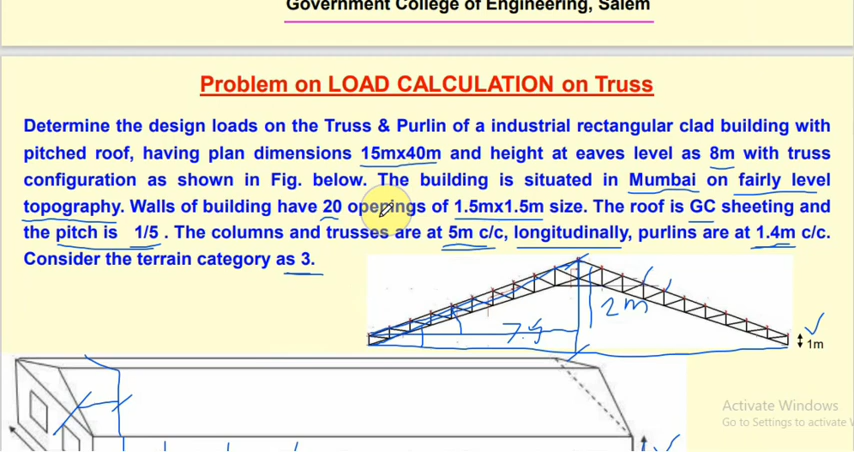 Government College of Engineering, Salem
Problem on LOAD CALCULATION on Truss
Determine the design loads on the Truss & Purlin of a industrial rectangular clad building with
pitched roof, having plan dimensions 15mx40m and height at eaves level as 8m with truss
configuration as shown in Fig. below. The building is situated in Mumbai on fairly level
topography. Walls of building have 20 openings of 1.5mx1.5m size. The roof is GC sheeting and
the pitch is 1/5 . The columns and trusses are at 5m c/c, longitudinally, purlins are at 1.4m c/c.
Consider the terrain category as 3.
2m
7.5
1m
Activate Windows
Go to Settings to activate